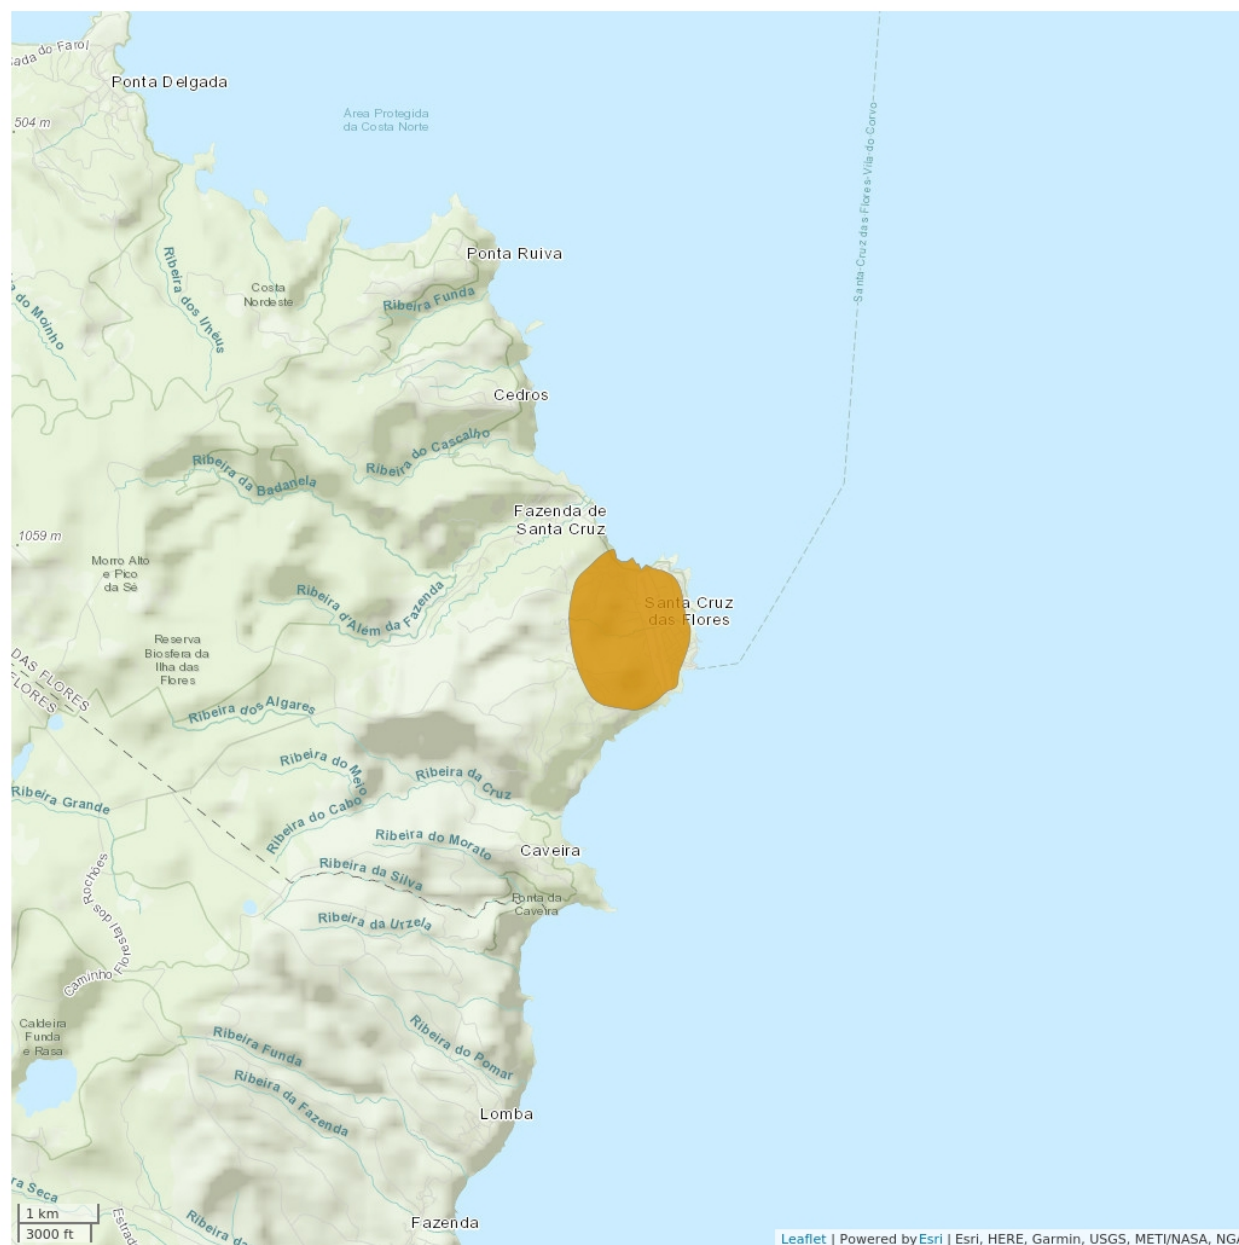 sada do Farol
Ponta Delgada
504 m
Área Protegida
da Costa Norte
Santa Cruz das Flores-Vila do Corvo
Ponta Ruiva
Ribeira dos Ilhéus
Costa
Nordeste
Ribeira Funda
a do Moinho
Cedros
Ribeira do Cascalho
Ribeira da Badanela
Fazenda de
Santa Cruz
1059 m
Morro Alto
e Pico
da Sé
Ribeira d'Além da Fazenda
Santa Cruz
das Flores
Reserva
Biosfera da
Ilha das
Flores
DAS FLORES
FLORES
Ribeira dos Algares
Ribeira do Meio
Ribeira da Cruz
Ribeira Grande
Ribeira do Cabo
Ribeira do Morato
Caveira
Ribeira da Silva
Caminho Florestal dos Rochões
Ponta da
Caveira
Ribeira da Urzela
Caldeira
Funda
e Rasa
Ribeira Funda
Ribeira do Pomar
Ribeira da Fazenda
Lomba
ra Seca
Estrad
Ribeira da
Fazenda
1 km
3000 ft
Leaflet | Powered by Esri | Esri, HERE, Garmin, USGS, METI/NASA, NGA